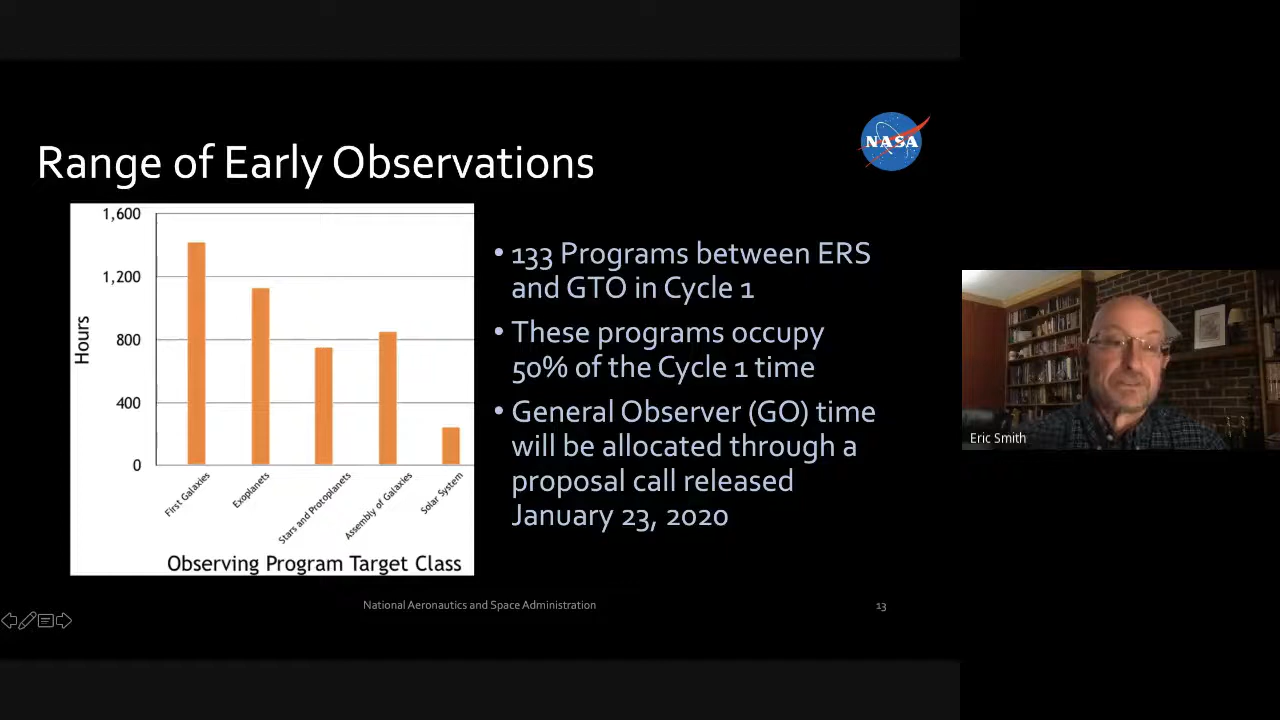 NASA
Range of Early Observations
1,600
1,200
800
400
0
Hours
First Galaxies
Exoplanets
Stars and Protoplanets
Assembly of Galaxies
Solar System
Observing Program Target Class
• 133 Programs between ERS
and GTO in Cycle 1
• These programs occupy
50% of the Cycle 1 time
• General Observer (GO) time
will be allocated through a
proposal call released
January 23, 2020
National Aeronautics and Space Administration
13
Eric Smith